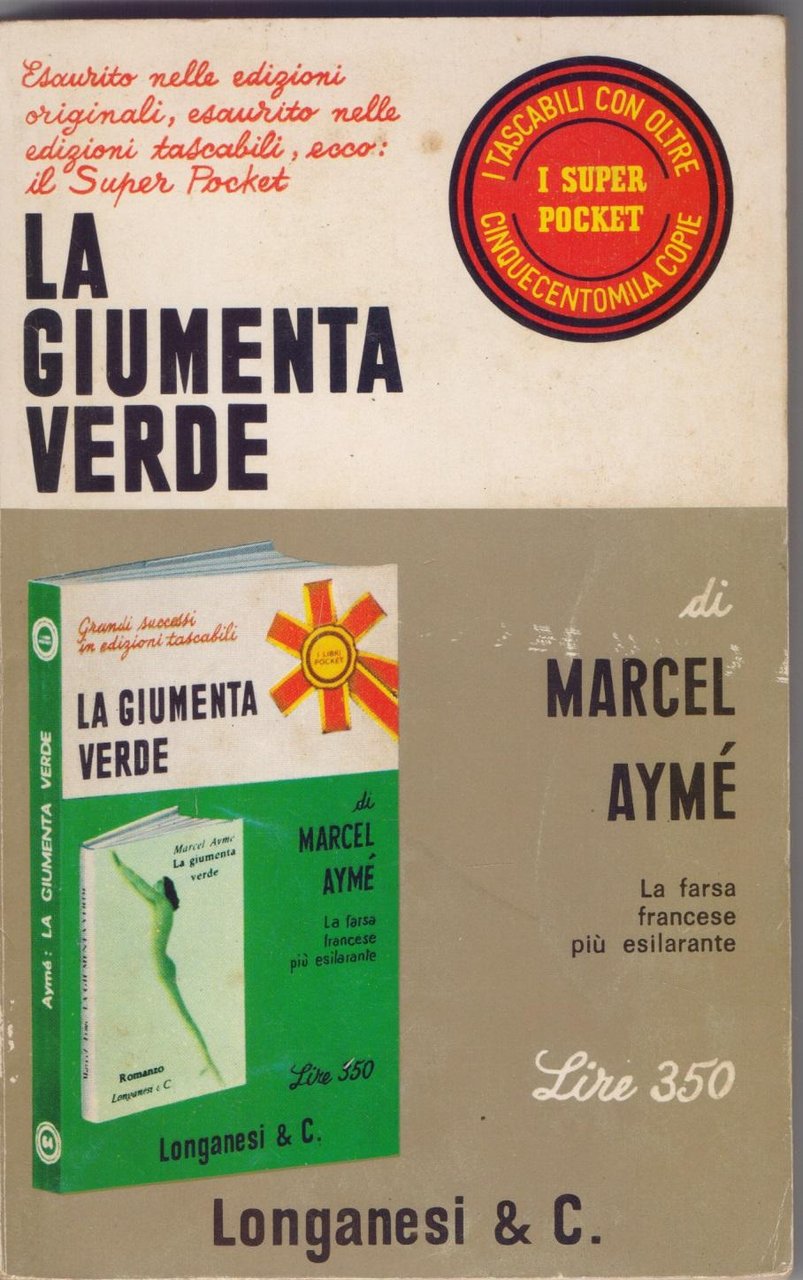 Esaurito nelle edizioni
originali, esaurito nelle
edizioni tascabili, ecco:
il Super Pocket
I TASCABILI CON OLTRE
I SUPER
POCKET
CINQUECENTOMILA COPIE
LA
GIUMENTA
VERDE
Grandi successi
in edizioni tascabili
I LIBRI
POCKET
LA GIUMENTA
VERDE
Aymé: LA GIUMENTA VERDE
di
MARCEL
AYMÉ
La farsa
francese
più esilarante
Marcel Ayme
La giumenta
verde
Romanzo
Longanesi & C
Lire 350
Longanesi & C.
di
MARCEL
AYMÉ
La farsa
francese
più esilarante
Lire 350
Longanesi & C.